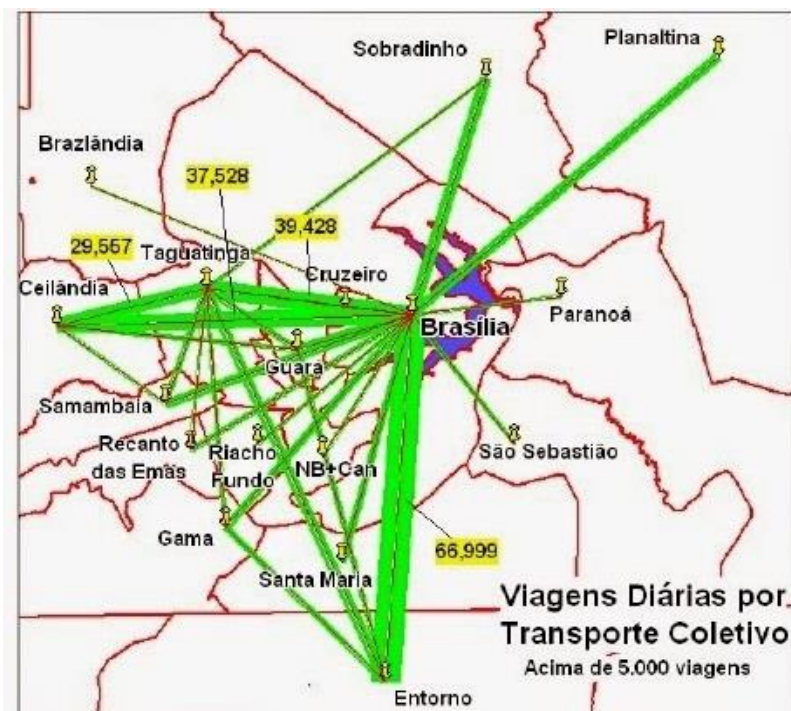 Sobradinho
Planaltina
Brazlândia
37,528
39,428
29,557
Taguatinga
Cruzeiro
Ceilândia
Brasília
Paranoá
Guara
Samambaia
Recanto
das Emas
Riacho
Fundo
NB+Can
São Sebastião
Gama
Santa Maria
66,999
Viagens Diárias por
Transporte Coletivo
Acima de 5.000 viagens
Entorno